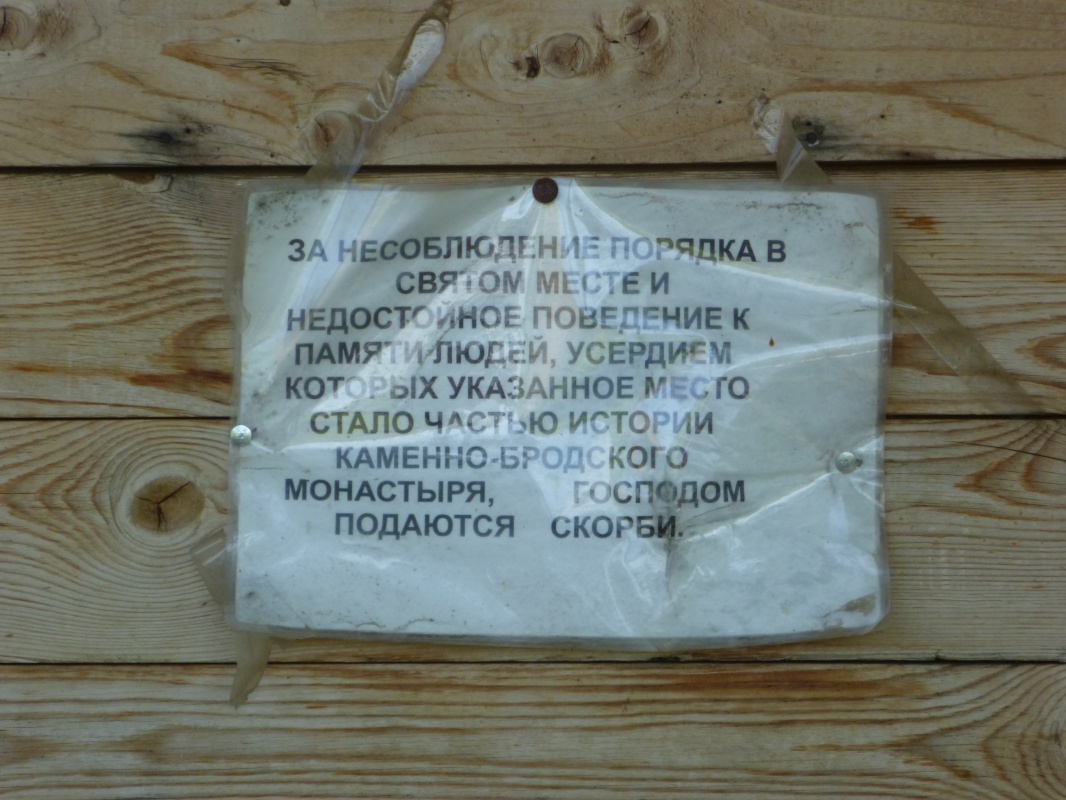 ЗА НЕСОБЛЮДЕНИЕ ПОРЯДКА В
СВЯТОМ МЕСТЕ И
НЕДОСТОЙНОЕ ПОВЕДЕНИЕ К
ПАМЯТИ ЛЮДЕЙ, УСЕРДИЕМ
КОТОРЫХ УКАЗАННОЕ МЕСТО
СТАЛО ЧАСТЬЮ ИСТОРИИ
КАМЕННО-БРОДСКОГО
МОНАСТЫРЯ, ГОСПОДОМ
ПОДАЮТСЯ СКОРБИ.